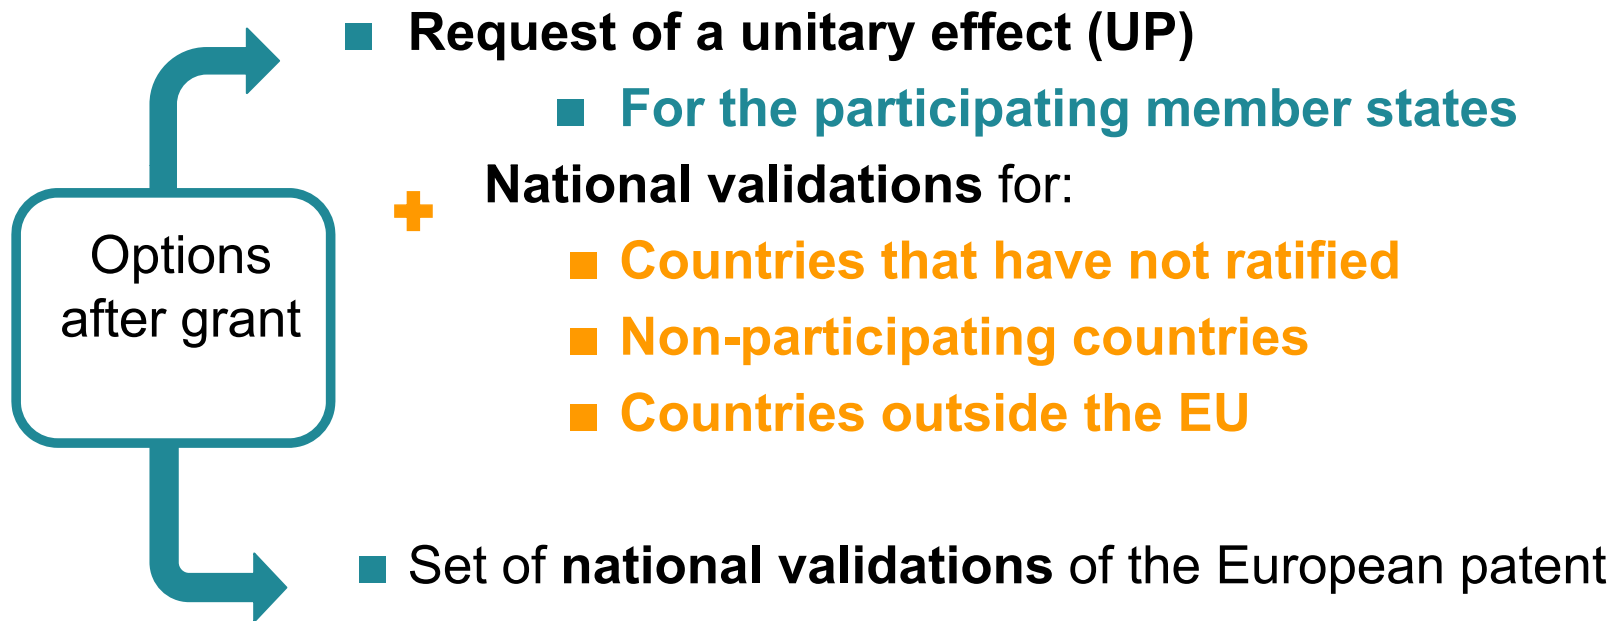 Request of a unitary effect (UP)
For the participating member states
National validations for:
Countries that have not ratified
Non-participating countries
Countries outside the EU
Options
after grant
Set of national validations of the European patent